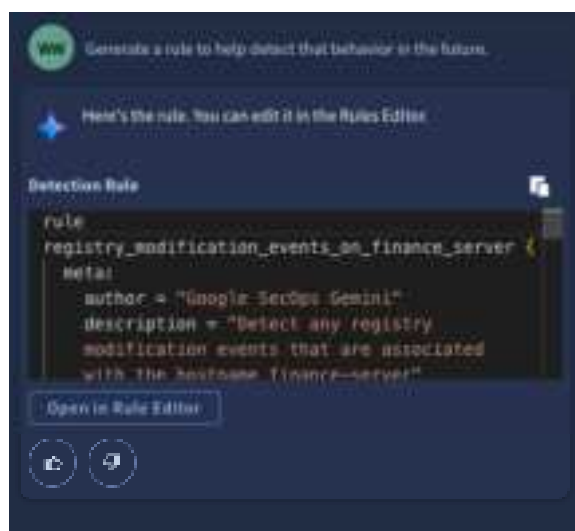 WW
Generate a rule to help detect that behavior in the future.
Here's the rule. You can edit it in the Rules Editor
Detection Rule
rule
registry_modification_events_on_finance_server {
meta:
author = "Google SecOps Gemini"
description = "Detect any registry
modification events that are associated
with the hostname finance-server"
Open in Rule Editor